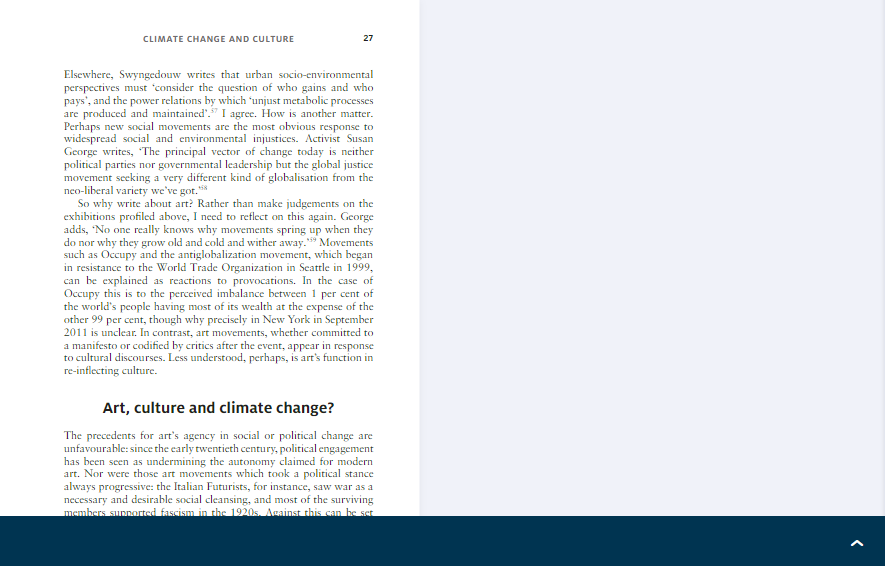 CLIMATE CHANGE AND CULTURE 27
Elsewhere, Swyngedouw writes that urban socio-environmental
perspectives must ‘consider the question of who gains and who
pays’, and the power relations by which ‘unjust metabolic processes
are produced and maintained’.57 I agree. How is another matter.
Perhaps new social movements are the most obvious response to
widespread social and environmental injustices. Activist Susan
George writes, ‘The principal vector of change today is neither
political parties nor governmental leadership but the global justice
movement seeking a very different kind of globalisation from the
neo-liberal variety we’ve got.’58
So why write about art? Rather than make judgements on the
exhibitions profiled above, I need to reflect on this again. George
adds, ‘No one really knows why movements spring up when they
do nor why they grow old and cold and wither away.’59 Movements
such as Occupy and the antiglobalization movement, which began
in resistance to the World Trade Organization in Seattle in 1999,
can be explained as reactions to provocations. In the case of
Occupy this is to the perceived imbalance between 1 per cent of
the world’s people having most of its wealth at the expense of the
other 99 per cent, though why precisely in New York in September
2011 is unclear. In contrast, art movements, whether committed to
a manifesto or codified by critics after the event, appear in response
to cultural discourses. Less understood, perhaps, is art’s function in
re-inflecting culture.
Art, culture and climate change?
The precedents for art’s agency in social or political change are
unfavourable: since the early twentieth century, political engagement
has been seen as undermining the autonomy claimed for modern
art. Nor were those art movements which took a political stance
always progressive: the Italian Futurists, for instance, saw war as a
necessary and desirable social cleansing, and most of the surviving
members supported fascism in the 1920s. Against this can be set